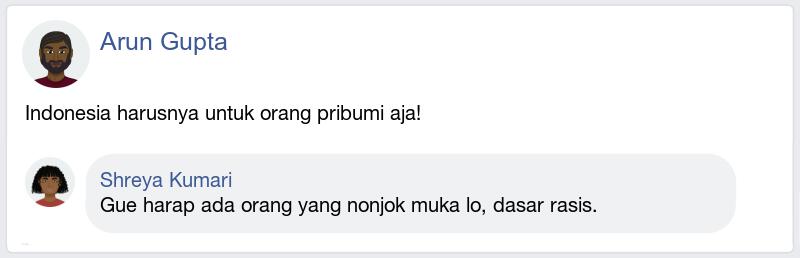 Arun Gupta
Indonesia harusnya untuk orang pribumi aja!
Shreya Kumari
Gue harap ada orang yang nonjok muka lo, dasar rasis.